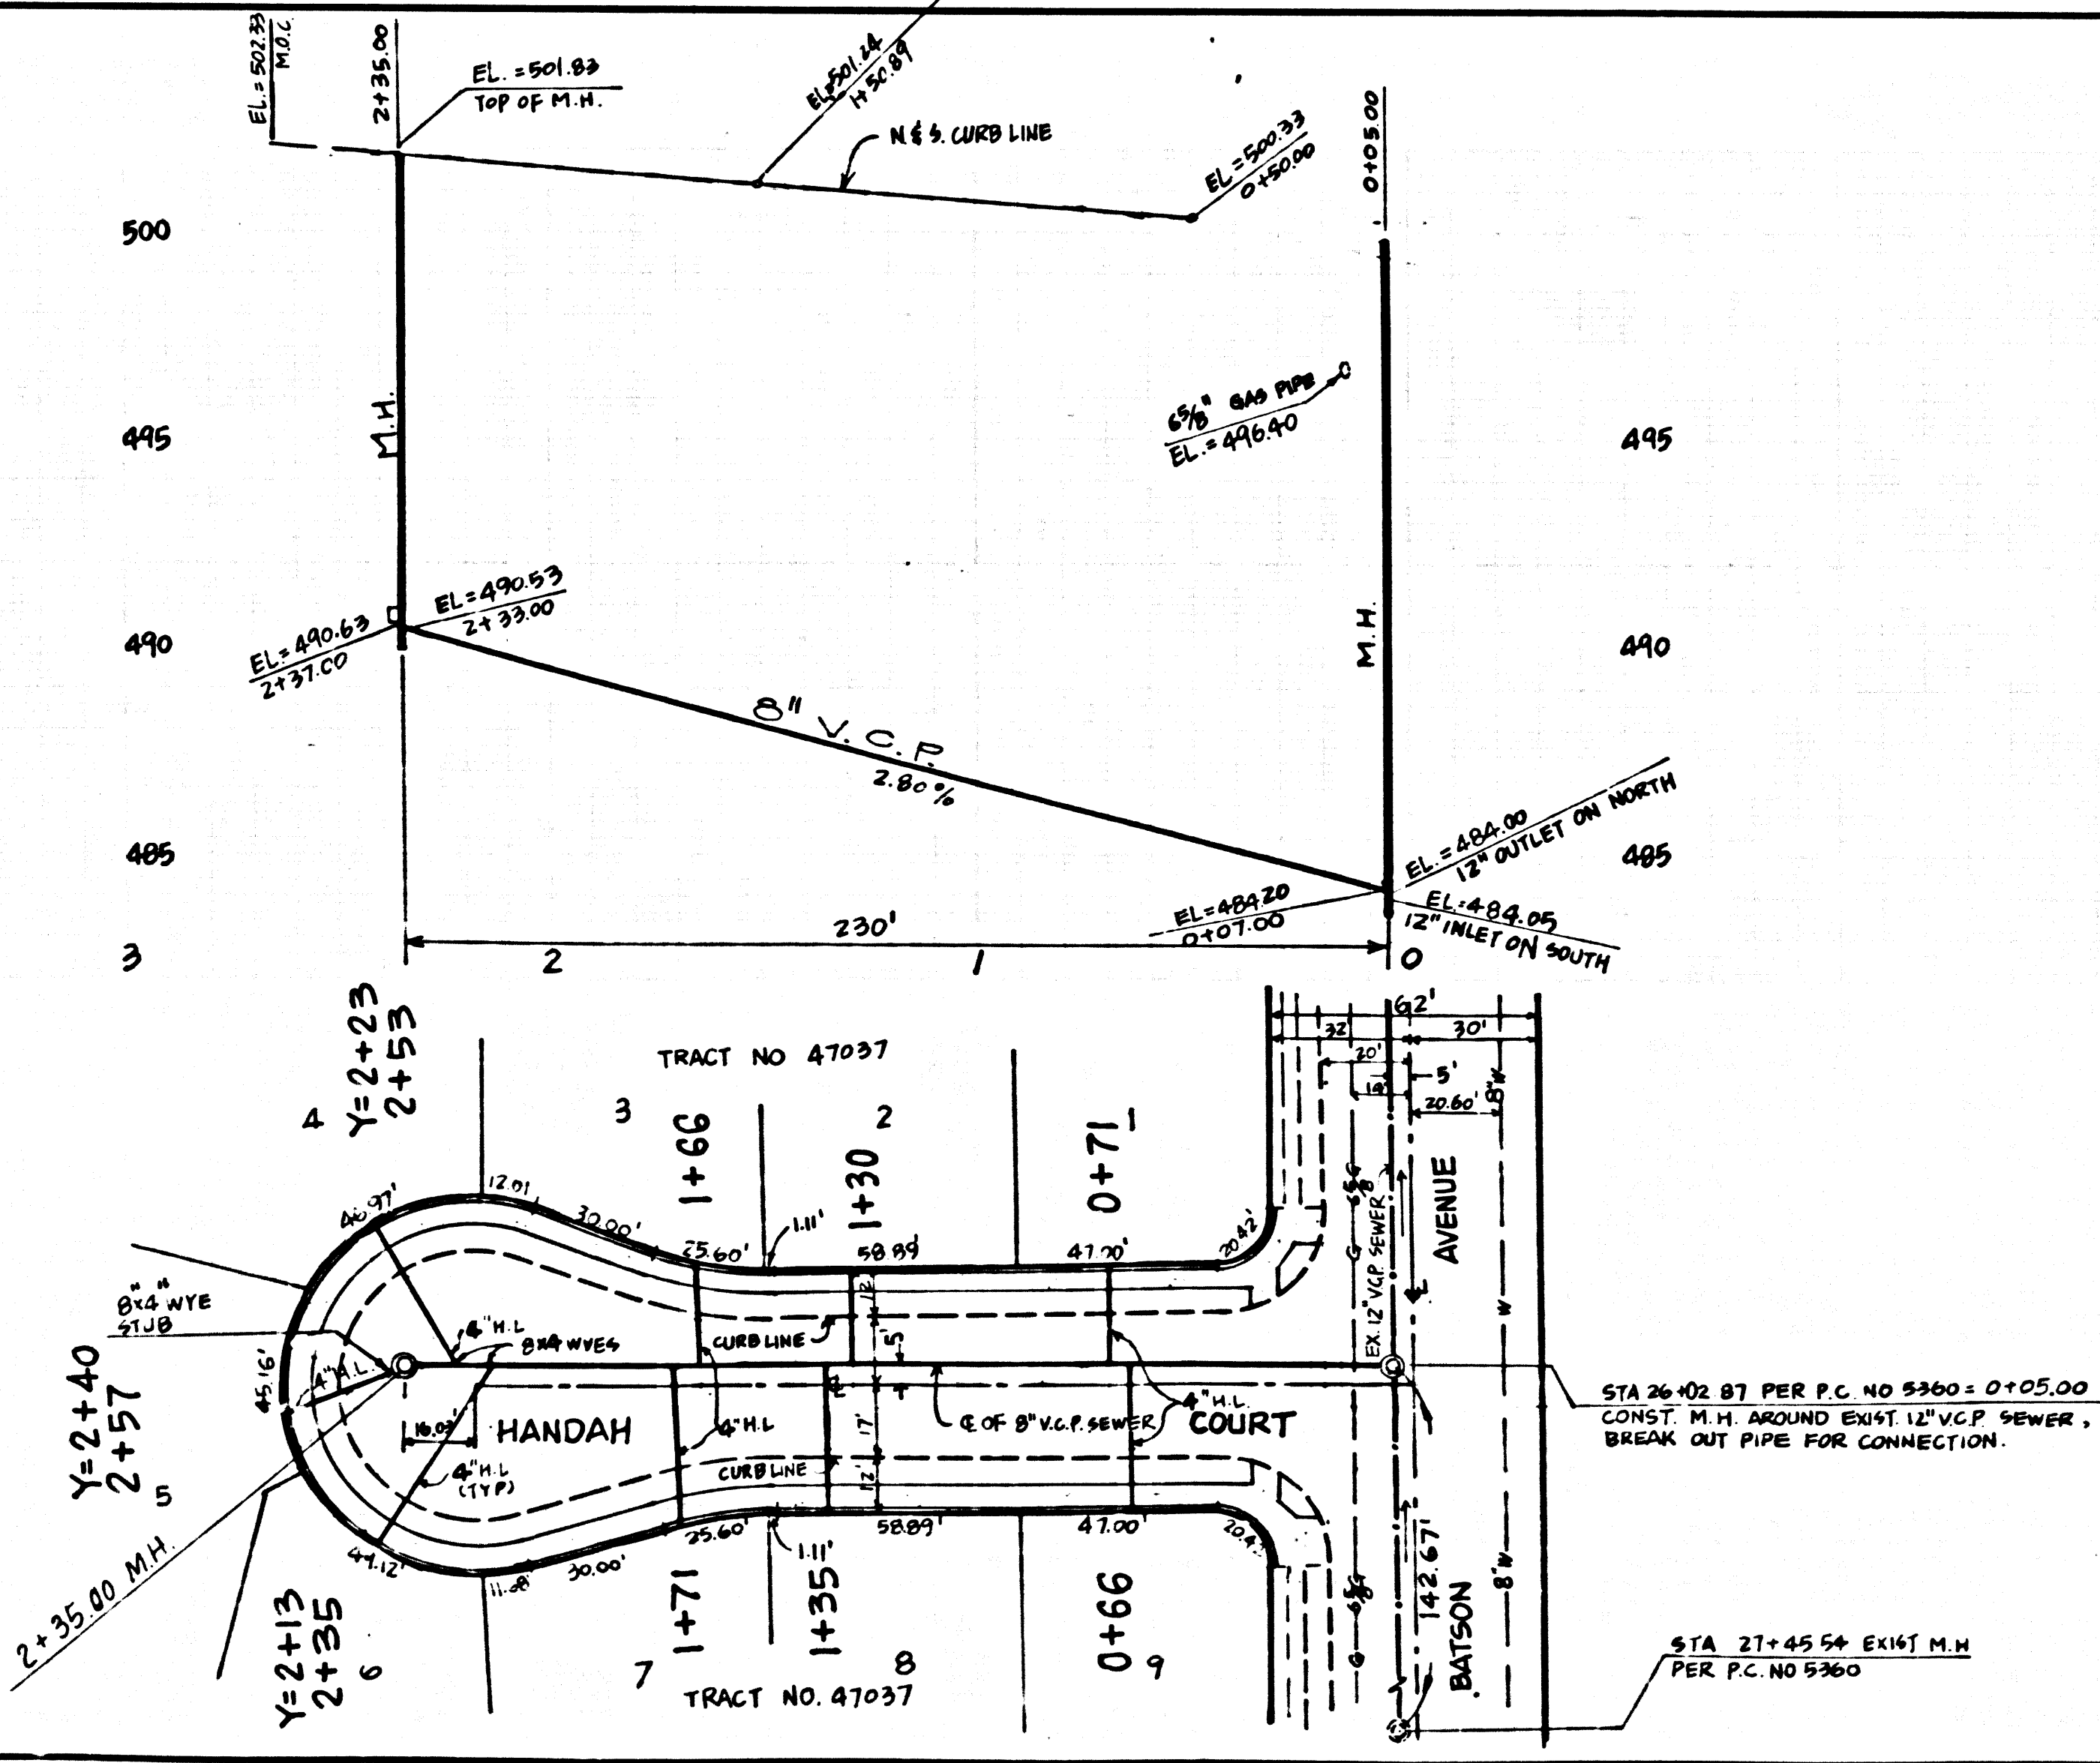 EL. = 502.33
M.O.C.
2+35.00
EL. = 501.83
TOP OF M.H.
EL=501.24
1+50.89
N. & S. CURB LINE
EL = 500.33
0+50.00
0+05.00
500
6 5/8" GAS PIPE
EL. = 496.40
495
M.H.
495
EL = 490.53
2+33.00
EL = 490.63
2+37.00
490
M.H.
490
8" V.C.P.
2.80 %
485
EL. = 484.00
12" OUTLET ON NORTH
485
EL = 484.20
0+07.00
EL = 484.05
12" INLET ON SOUTH
230'
3
2
1
0
Y=2+23
2+53
TRACT NO 47037
62'
32'
30'
20'
5'
20.60'
8"W
4
3
1+66
2
1+30
1
0+71
12.01
46.97'
30.00'
25.60'
1.11'
58.89'
47.00'
20.42'
EX. 12" V.C.P. SEWER
6 5/8 G
G
AVENUE
W
12'
8"x4" WYE
STUB
4" H.L
8x4 WYES
CURB LINE
5'
45.16'
4" H.L.
Y=2+40
2+57
5
16.03'
HANDAH
4" H.L
℄ OF 8" V.C.P. SEWER
4" H.L.
COURT
17'
STA 26+02 87 PER P.C. NO 5360 = 0+05.00
CONST. M.H. AROUND EXIST. 12" V.C.P. SEWER,
BREAK OUT PIPE FOR CONNECTION.
4" H.L
(TYP)
CURB LINE
12'
2+35.00 M.H.
30.00'
25.60'
1.11'
58.89'
47.00'
G
142.67'
8"W
Y=2+13
2+35
6
1+71
7
1+35
8
0+66
9
BATSON
TRACT NO. 47037
STA 27+45 54 EXIST M.H
PER P.C. NO 5360